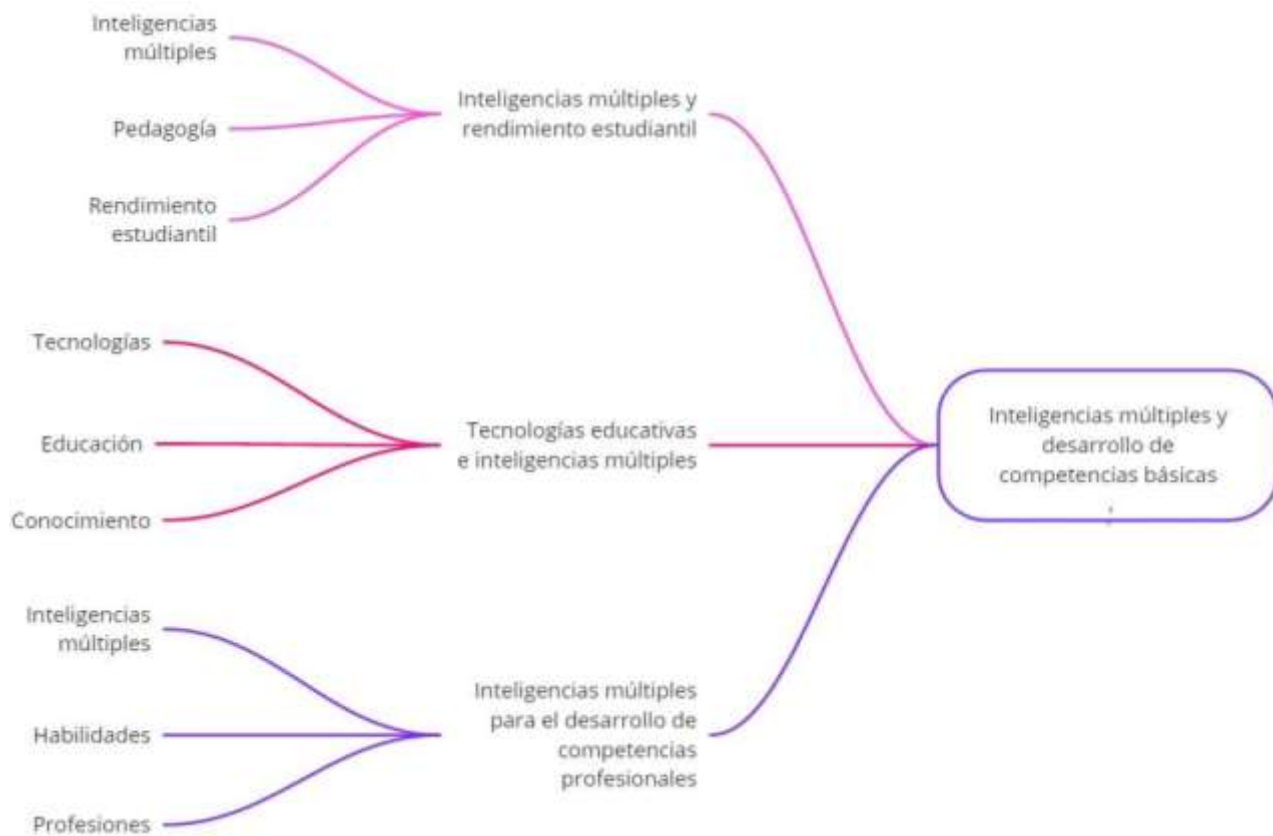 Inteligencias
múltiples
Pedagogía
Rendimiento
estudiantil
Inteligencias múltiples y
rendimiento estudiantil
Tecnologías
Educación
Conocimiento
Tecnologías educativas
e inteligencias múltiples
Inteligencias
múltiples
Habilidades
Profesiones
Inteligencias múltiples
para el desarrollo de
competencias
profesionales
Inteligencias múltiples y
desarrollo de
competencias básicas